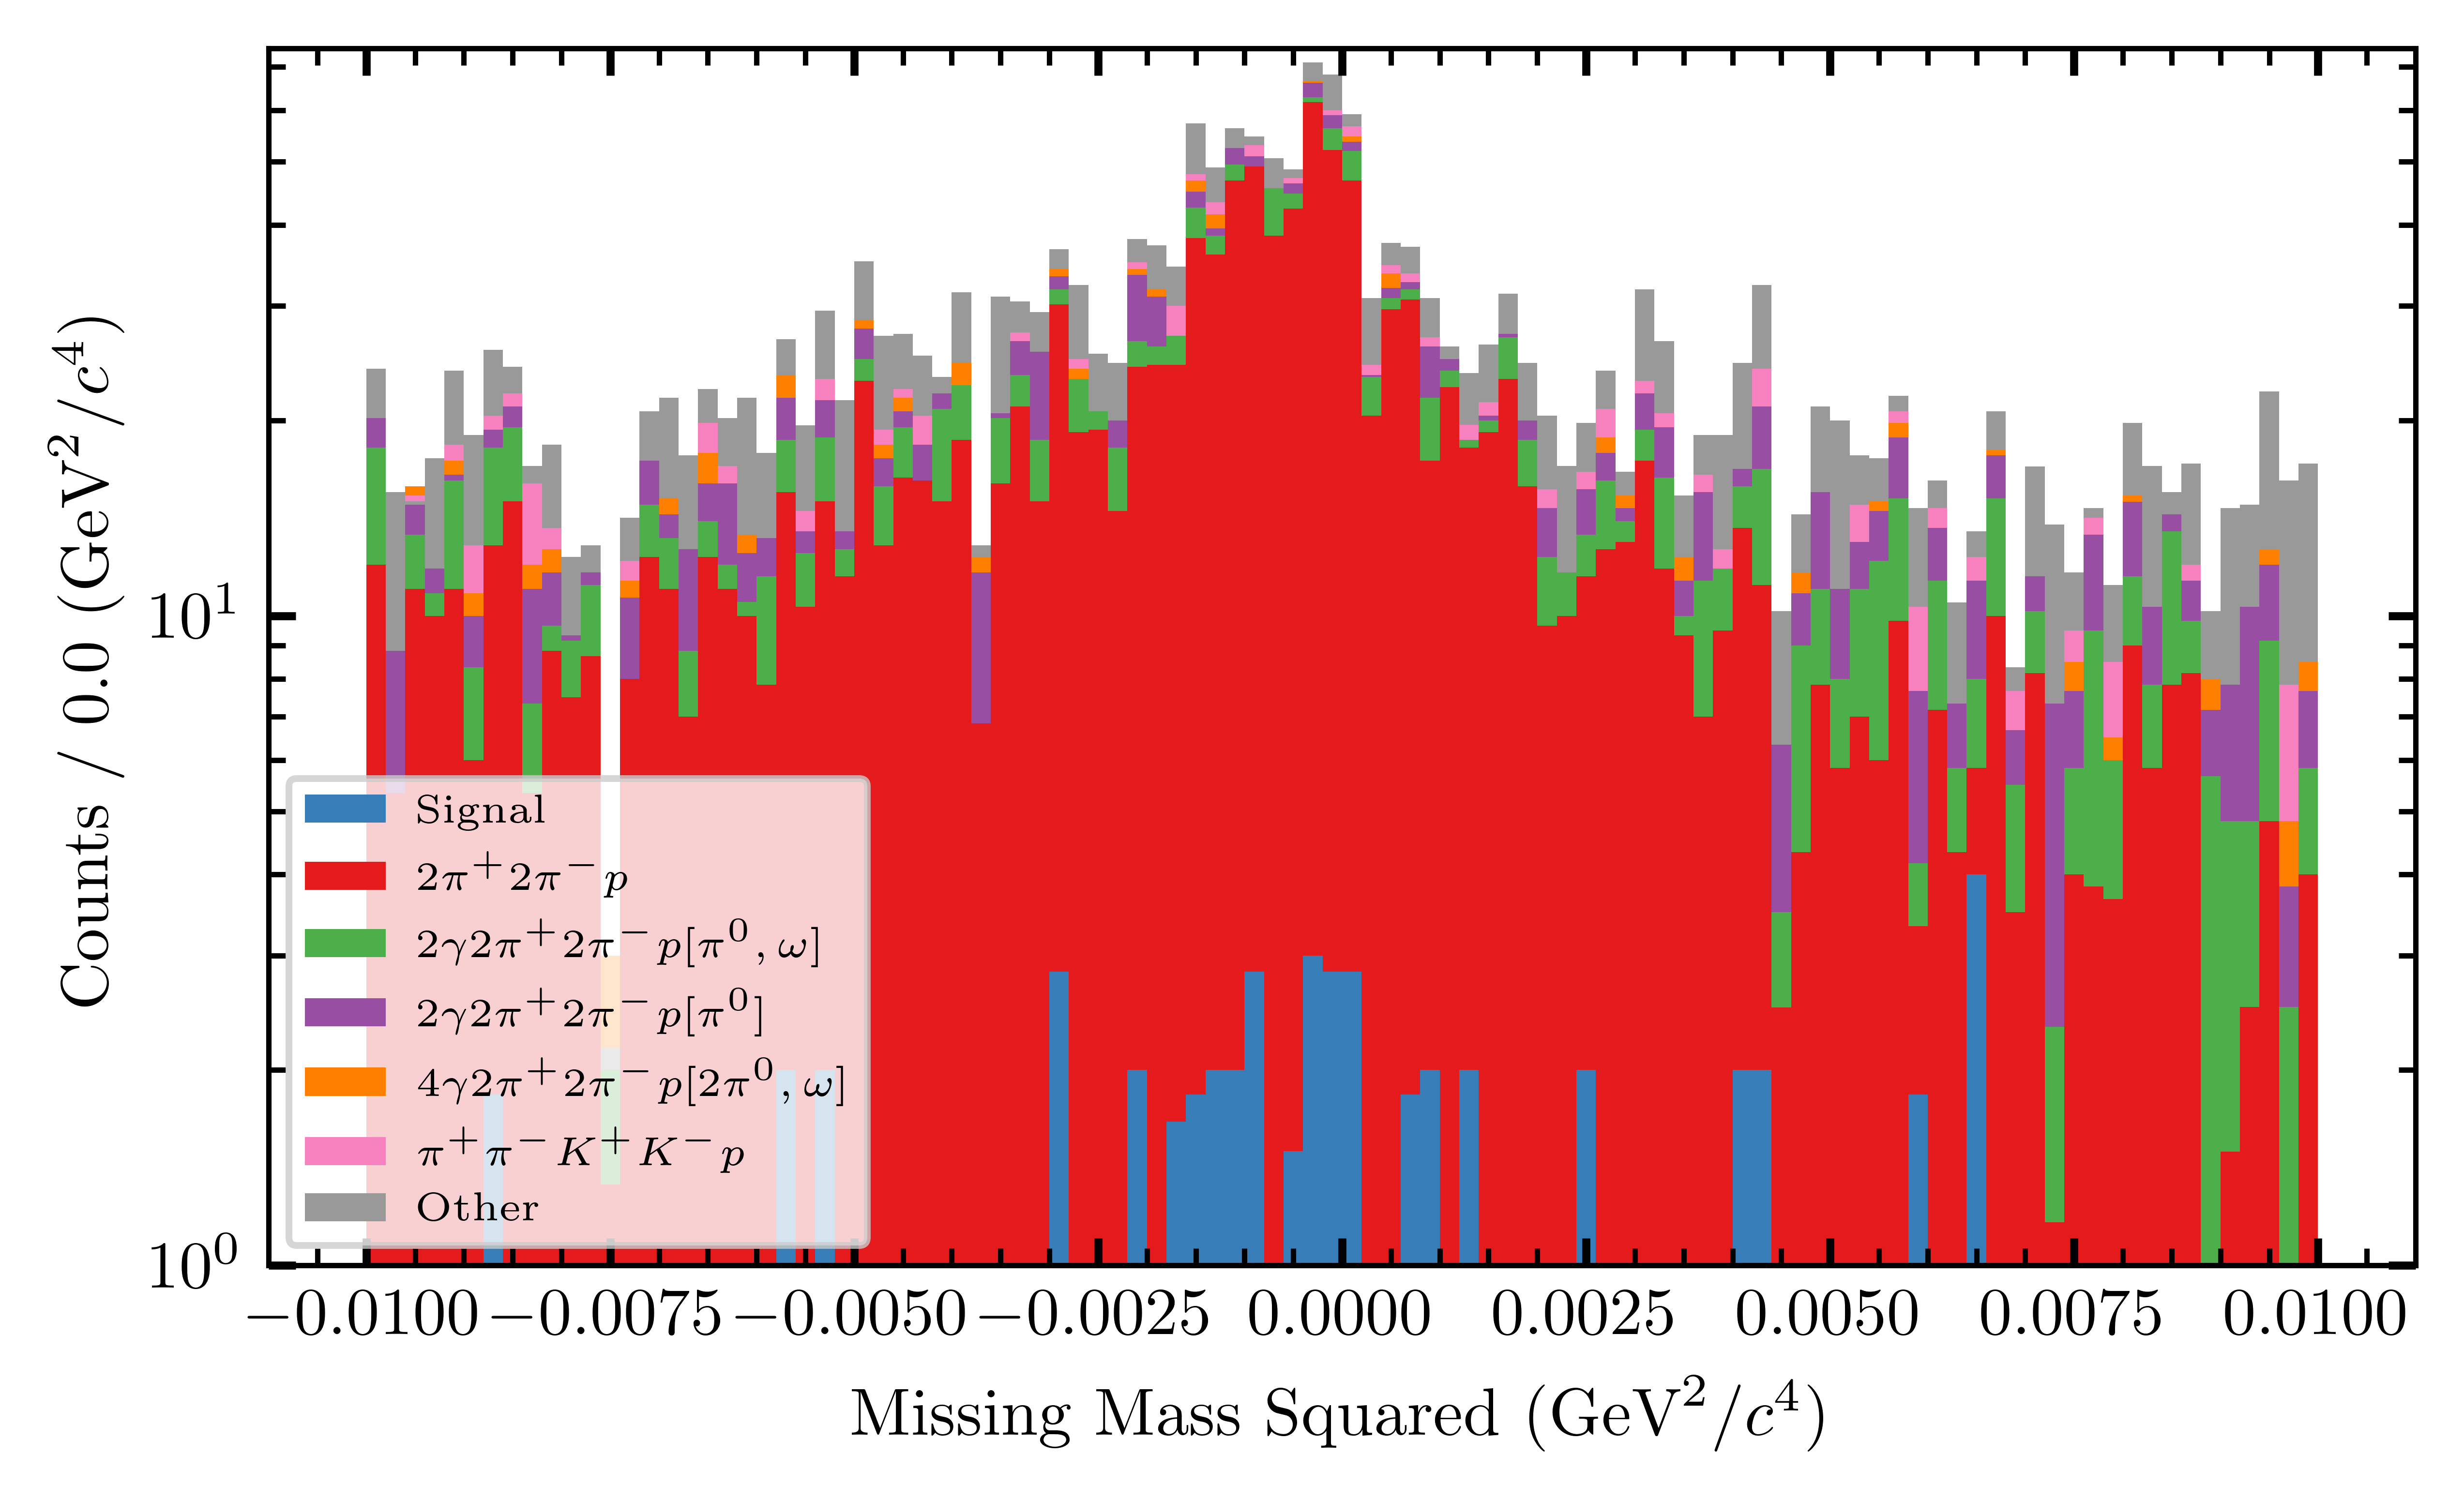 Counts / 0.0 (GeV²/c⁴)
10¹
10⁰
Signal
2π⁺2π⁻p
2γ2π⁺2π⁻p[π⁰, ω]
2γ2π⁺2π⁻p[π⁰]
4γ2π⁺2π⁻p[2π⁰, ω]
π⁺π⁻K⁺K⁻p
Other
−0.0100 −0.0075 −0.0050 −0.0025 0.0000 0.0025 0.0050 0.0075 0.0100
Missing Mass Squared (GeV²/c⁴)